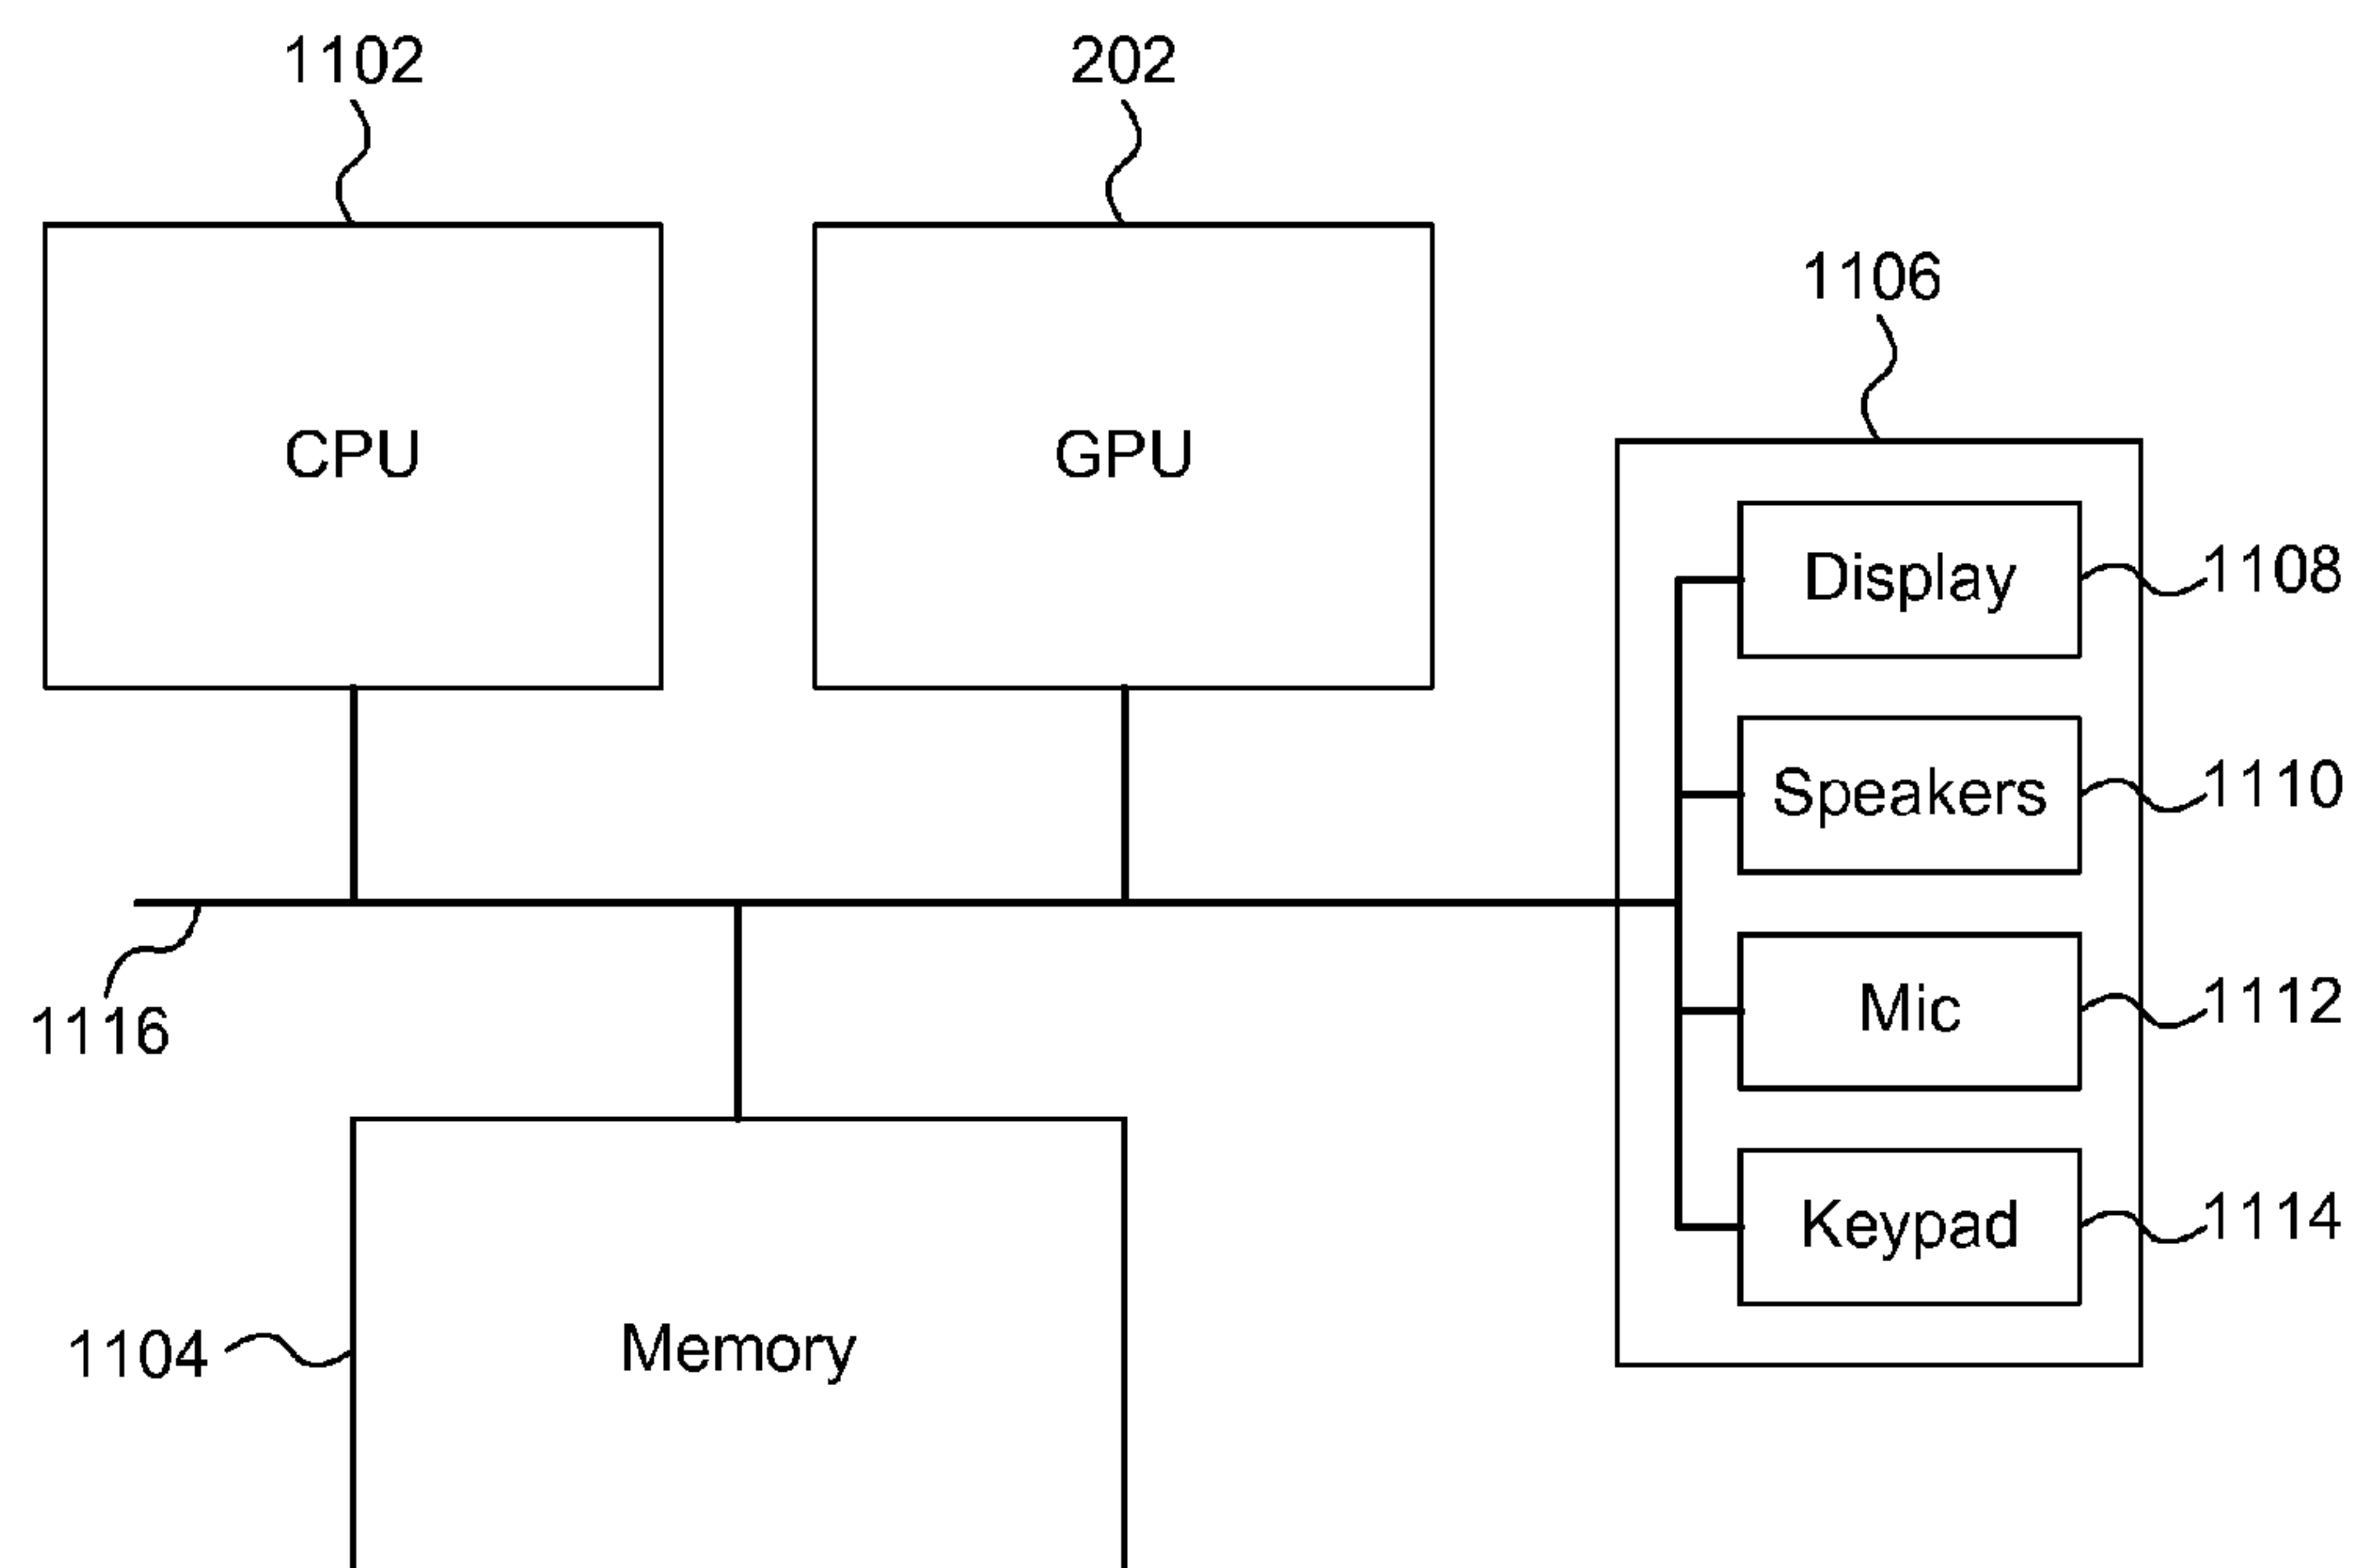 1102
202
CPU
GPU
1106
Display
1108
Speakers
1110
Mic
1112
Keypad
1114
1116
1104
Memory